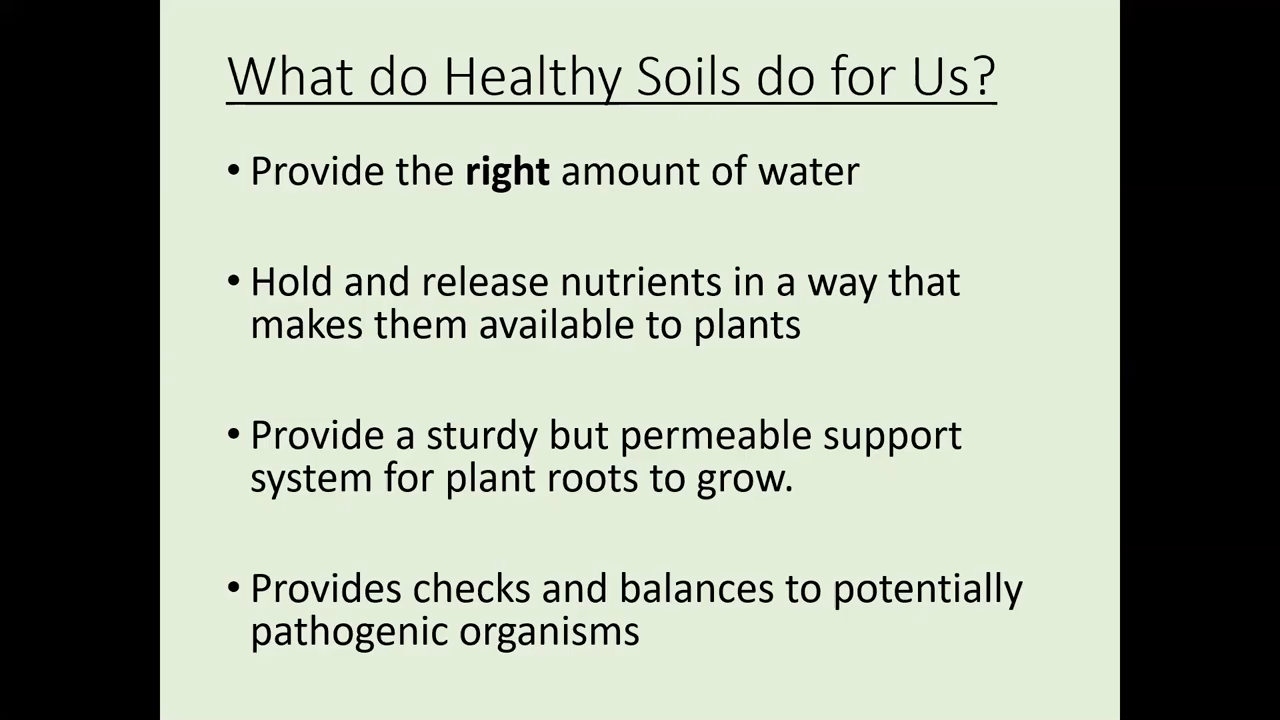 What do Healthy Soils do for Us?
• Provide the right amount of water
• Hold and release nutrients in a way that
makes them available to plants
• Provide a sturdy but permeable support
system for plant roots to grow.
• Provides checks and balances to potentially
pathogenic organisms